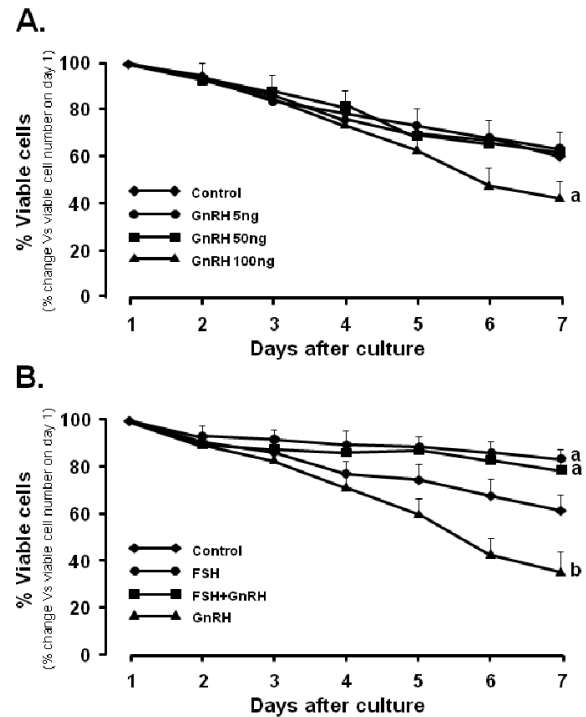 A.
% Viable cells
(% change Vs viable cell number on day 1)
100
80
60
40
20
0
Control
GnRH 5ng
GnRH 50ng
GnRH 100ng
a
1 2 3 4 5 6 7
Days after culture
B.
% Viable cells
(% change Vs viable cell number on day 1)
100
80
60
40
20
0
Control
FSH
FSH+GnRH
GnRH
a
a
b
1 2 3 4 5 6 7
Days after culture